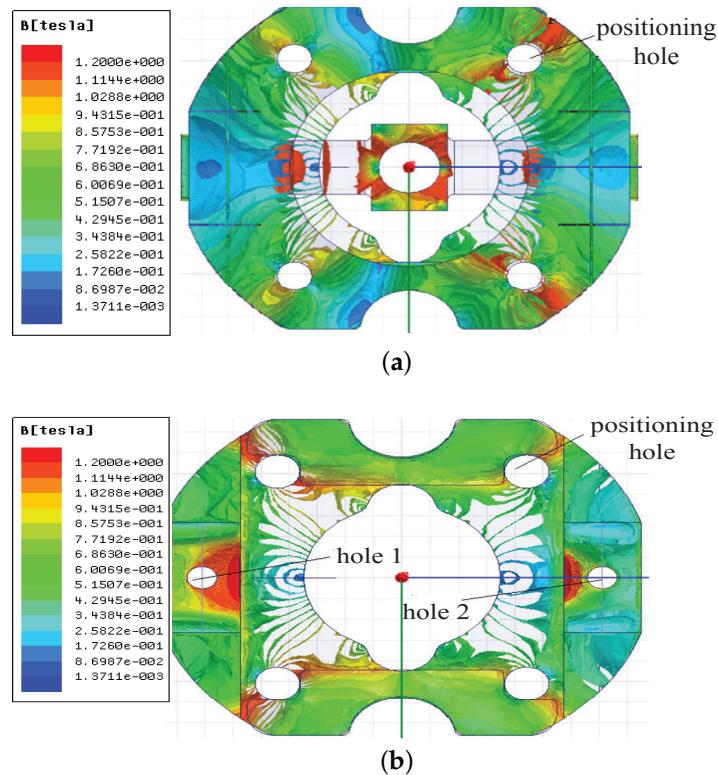 B[tesla]
1.2000e+000
1.1144e+000
1.0288e+000
9.4315e-001
8.5753e-001
7.7192e-001
6.8630e-001
6.0069e-001
5.1507e-001
4.2945e-001
3.4384e-001
2.5822e-001
1.7260e-001
8.6987e-002
1.3711e-003
positioning
hole
(a)
B[tesla]
1.2000e+000
1.1144e+000
1.0288e+000
9.4315e-001
8.5753e-001
7.7192e-001
6.8630e-001
6.0069e-001
5.1507e-001
4.2945e-001
3.4384e-001
2.5822e-001
1.7260e-001
8.6987e-002
1.3711e-003
positioning
hole
hole 1
hole 2
(b)